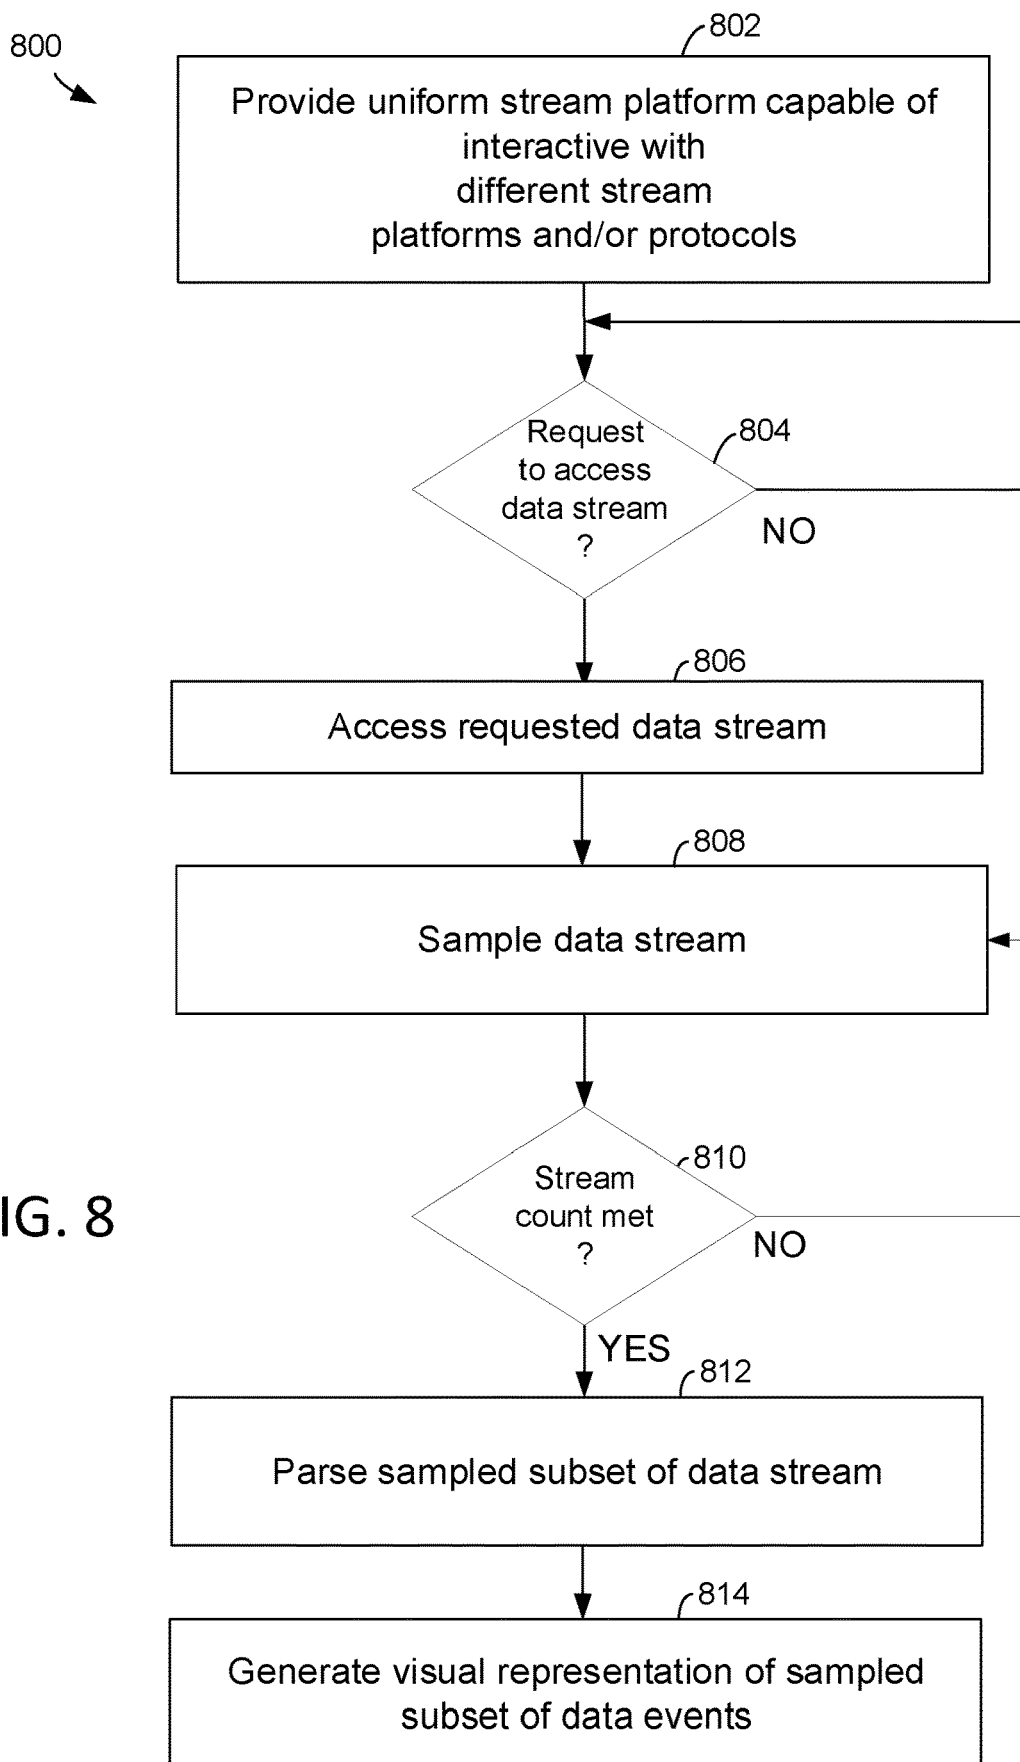 800
802
Provide uniform stream platform capable of
interactive with
different stream
platforms and/or protocols
804
Request
to access
data stream
?
NO
806
Access requested data stream
808
Sample data stream
810
Stream
count met
?
NO
IG. 8
YES
812
Parse sampled subset of data stream
814
Generate visual representation of sampled
subset of data events